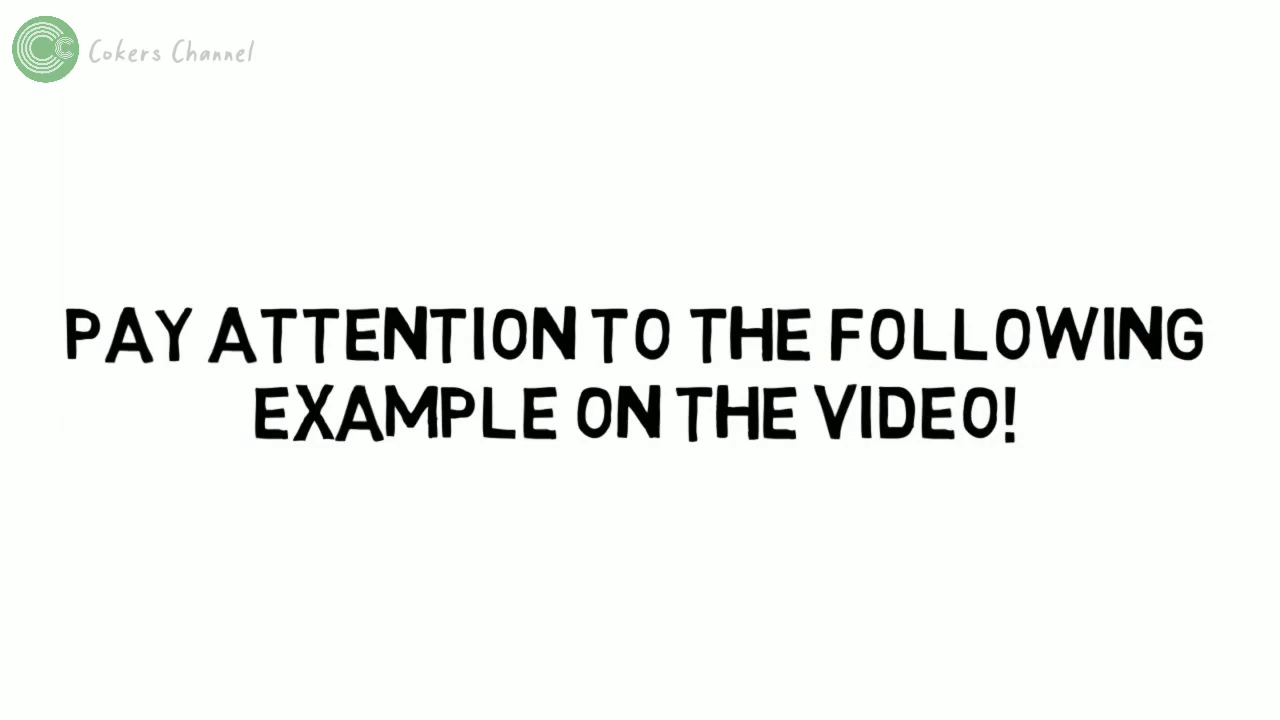 Cokers Channel
PAY ATTENTION TO THE FOLLOWING
EXAMPLE ON THE VIDEO!